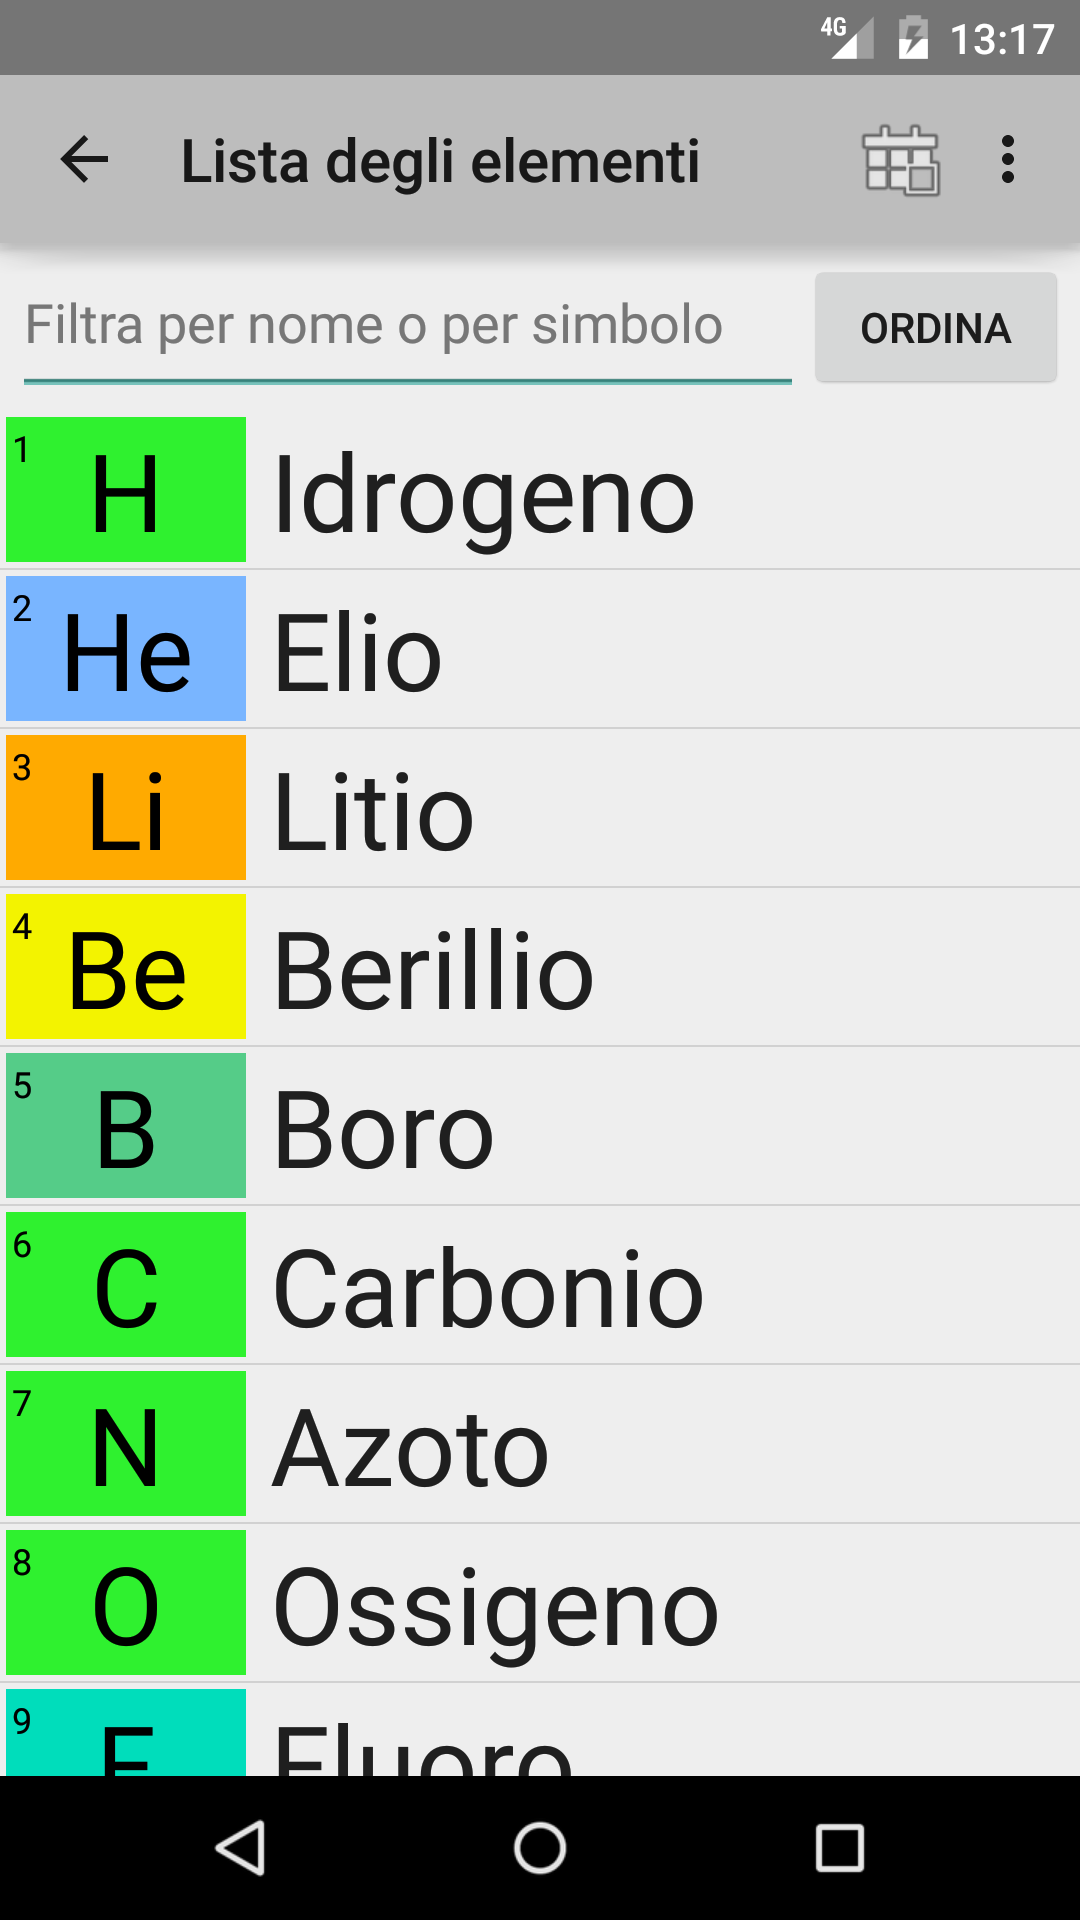 4G 13:17
Lista degli elementi
Filtra per nome o per simbolo ORDINA
1 H Idrogeno
2 He Elio
3 Li Litio
4 Be Berillio
5 B Boro
6 C Carbonio
7 N Azoto
8 O Ossigeno
9 F Fluoro